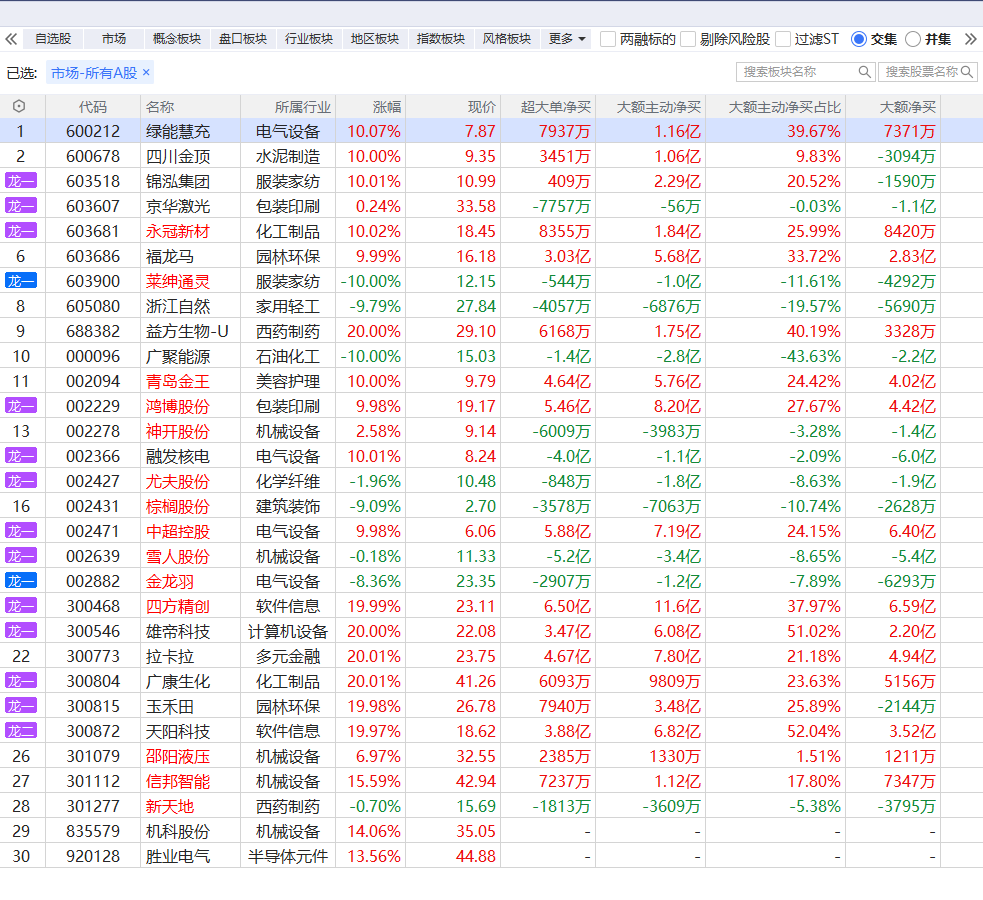 自选股 市场 概念板块 盘口板块 行业板块 地区板块 指数板块 风格板块 更多 两融标的 剔除风险股 过滤ST 交集 并集
已选: 市场-所有A股 × 搜索板块名称 搜索股票名称
代码 名称 所属行业 涨幅 现价 超大单净买 大额主动净买 大额主动净买占比 大额净买
1 600212 绿能慧充 电气设备 10.07% 7.87 7937万 1.16亿 39.67% 7371万
2 600678 四川金顶 水泥制造 10.00% 9.35 3451万 1.06亿 9.83% -3094万
龙一 603518 锦泓集团 服装家纺 10.01% 10.99 409万 2.29亿 20.52% -1590万
龙一 603607 京华激光 包装印刷 0.24% 33.58 -7757万 -56万 -0.03% -1.1亿
龙一 603681 永冠新材 化工制品 10.02% 18.45 8355万 1.84亿 25.99% 8420万
6 603686 福龙马 园林环保 9.99% 16.18 3.03亿 5.68亿 33.72% 2.83亿
龙一 603900 莱绅通灵 服装家纺 -10.00% 12.15 -544万 -1.0亿 -11.61% -4292万
8 605080 浙江自然 家用轻工 -9.79% 27.84 -4057万 -6876万 -19.57% -5690万
9 688382 益方生物-U 西药制药 20.00% 29.10 6168万 1.75亿 40.19% 3328万
10 000096 广聚能源 石油化工 -10.00% 15.03 -1.4亿 -2.8亿 -43.63% -2.2亿
11 002094 青岛金王 美容护理 10.00% 9.79 4.64亿 5.76亿 24.42% 4.02亿
龙一 002229 鸿博股份 包装印刷 9.98% 19.17 5.46亿 8.20亿 27.67% 4.42亿
13 002278 神开股份 机械设备 2.58% 9.14 -6009万 -3983万 -3.28% -1.4亿
龙一 002366 融发核电 电气设备 10.01% 8.24 -4.0亿 -1.1亿 -2.09% -6.0亿
龙一 002427 尤夫股份 化学纤维 -1.96% 10.48 -848万 -1.8亿 -8.63% -1.9亿
16 002431 棕榈股份 建筑装饰 -9.09% 2.70 -3578万 -7063万 -10.74% -2628万
龙一 002471 中超控股 电气设备 9.98% 6.06 5.88亿 7.19亿 24.15% 6.40亿
龙一 002639 雪人股份 机械设备 -0.18% 11.33 -5.2亿 -3.4亿 -8.65% -5.4亿
龙一 002882 金龙羽 电气设备 -8.36% 23.35 -2907万 -1.2亿 -7.89% -6293万
龙一 300468 四方精创 软件信息 19.99% 23.11 6.50亿 11.6亿 37.97% 6.59亿
龙一 300546 雄帝科技 计算机设备 20.00% 22.08 3.47亿 6.08亿 51.02% 2.20亿
22 300773 拉卡拉 多元金融 20.01% 23.75 4.67亿 7.80亿 21.18% 4.94亿
龙一 300804 广康生化 化工制品 20.01% 41.26 6093万 9809万 23.63% 5156万
龙一 300815 玉禾田 园林环保 19.98% 26.78 7940万 3.48亿 25.89% -2144万
龙二 300872 天阳科技 软件信息 19.97% 18.62 3.88亿 6.82亿 52.04% 3.52亿
26 301079 邵阳液压 机械设备 6.97% 32.55 2385万 1330万 1.51% 1211万
27 301112 信邦智能 机械设备 15.59% 42.94 7237万 1.12亿 17.80% 7347万
28 301277 新天地 西药制药 -0.70% 15.69 -1813万 -3609万 -5.38% -3795万
29 835579 机科股份 机械设备 14.06% 35.05 - - - -
30 920128 胜业电气 半导体元件 13.56% 44.88 - - - -